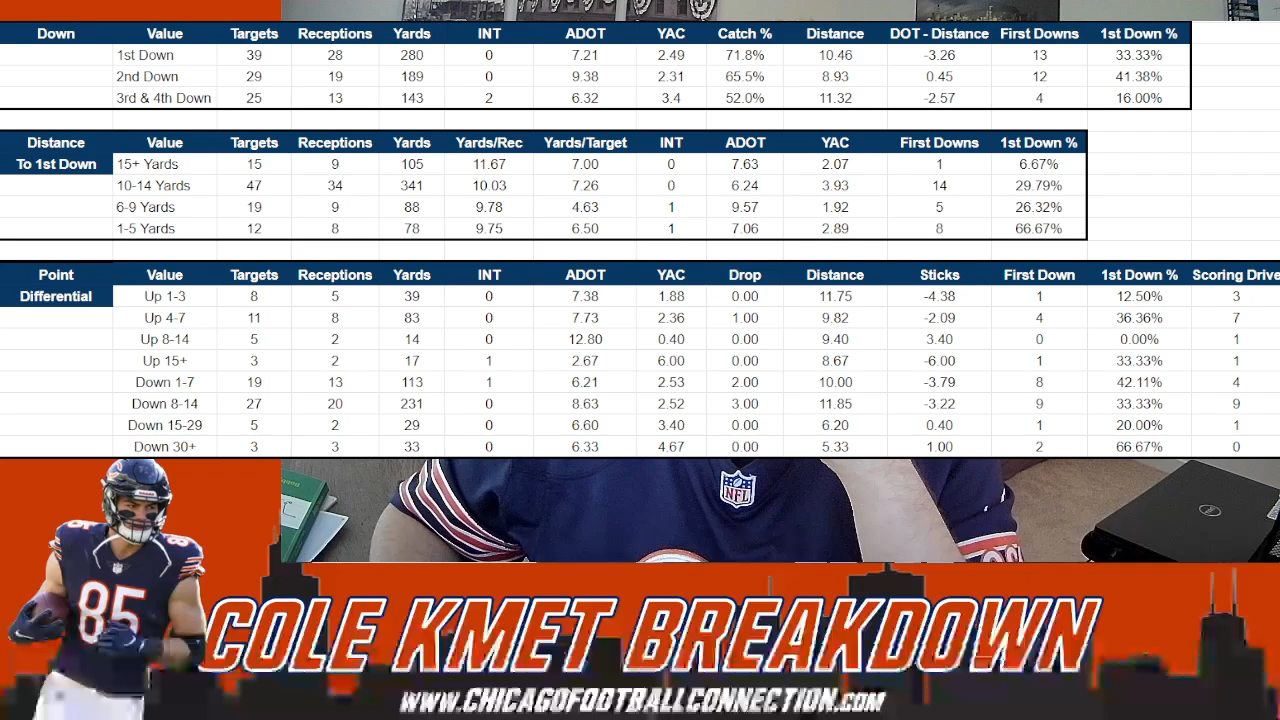 Down Value Targets Receptions Yards INT ADOT YAC Catch % Distance DOT - Distance First Downs 1st Down %
1st Down 39 28 280 0 7.21 2.49 71.8% 10.46 -3.26 13 33.33%
2nd Down 29 19 189 0 9.38 2.31 65.5% 8.93 0.45 12 41.38%
3rd & 4th Down 25 13 143 2 6.32 3.4 52.0% 11.32 -2.57 4 16.00%
Distance Value Targets Receptions Yards Yards/Rec Yards/Target INT ADOT YAC First Downs 1st Down %
To 1st Down 15+ Yards 15 9 105 11.67 7.00 0 7.63 2.07 1 6.67%
10-14 Yards 47 34 341 10.03 7.26 0 6.24 3.93 14 29.79%
6-9 Yards 19 9 88 9.78 4.63 1 9.57 1.92 5 26.32%
1-5 Yards 12 8 78 9.75 6.50 1 7.06 2.89 8 66.67%
Point Value Targets Receptions Yards INT ADOT YAC Drop Distance Sticks First Down 1st Down % Scoring Drive
Differential Up 1-3 8 5 39 0 7.38 1.88 0.00 11.75 -4.38 1 12.50% 3
Up 4-7 11 8 83 0 7.73 2.36 1.00 9.82 -2.09 4 36.36% 7
Up 8-14 5 2 14 0 12.80 0.40 0.00 9.40 3.40 0 0.00% 1
Up 15+ 3 2 17 1 2.67 6.00 0.00 8.67 -6.00 1 33.33% 1
Down 1-7 19 13 113 1 6.21 2.53 2.00 10.00 -3.79 8 42.11% 4
Down 8-14 27 20 231 0 8.63 2.52 3.00 11.85 -3.22 9 33.33% 9
Down 15-29 5 2 29 0 6.60 3.40 0.00 6.20 0.40 1 20.00% 1
Down 30+ 3 3 33 0 6.33 4.67 0.00 5.33 1.00 2 66.67% 0
NFL
85
85
COLE KMET BREAKDOWN
WWW.CHICAGOFOOTBALLCONNECTION.COM